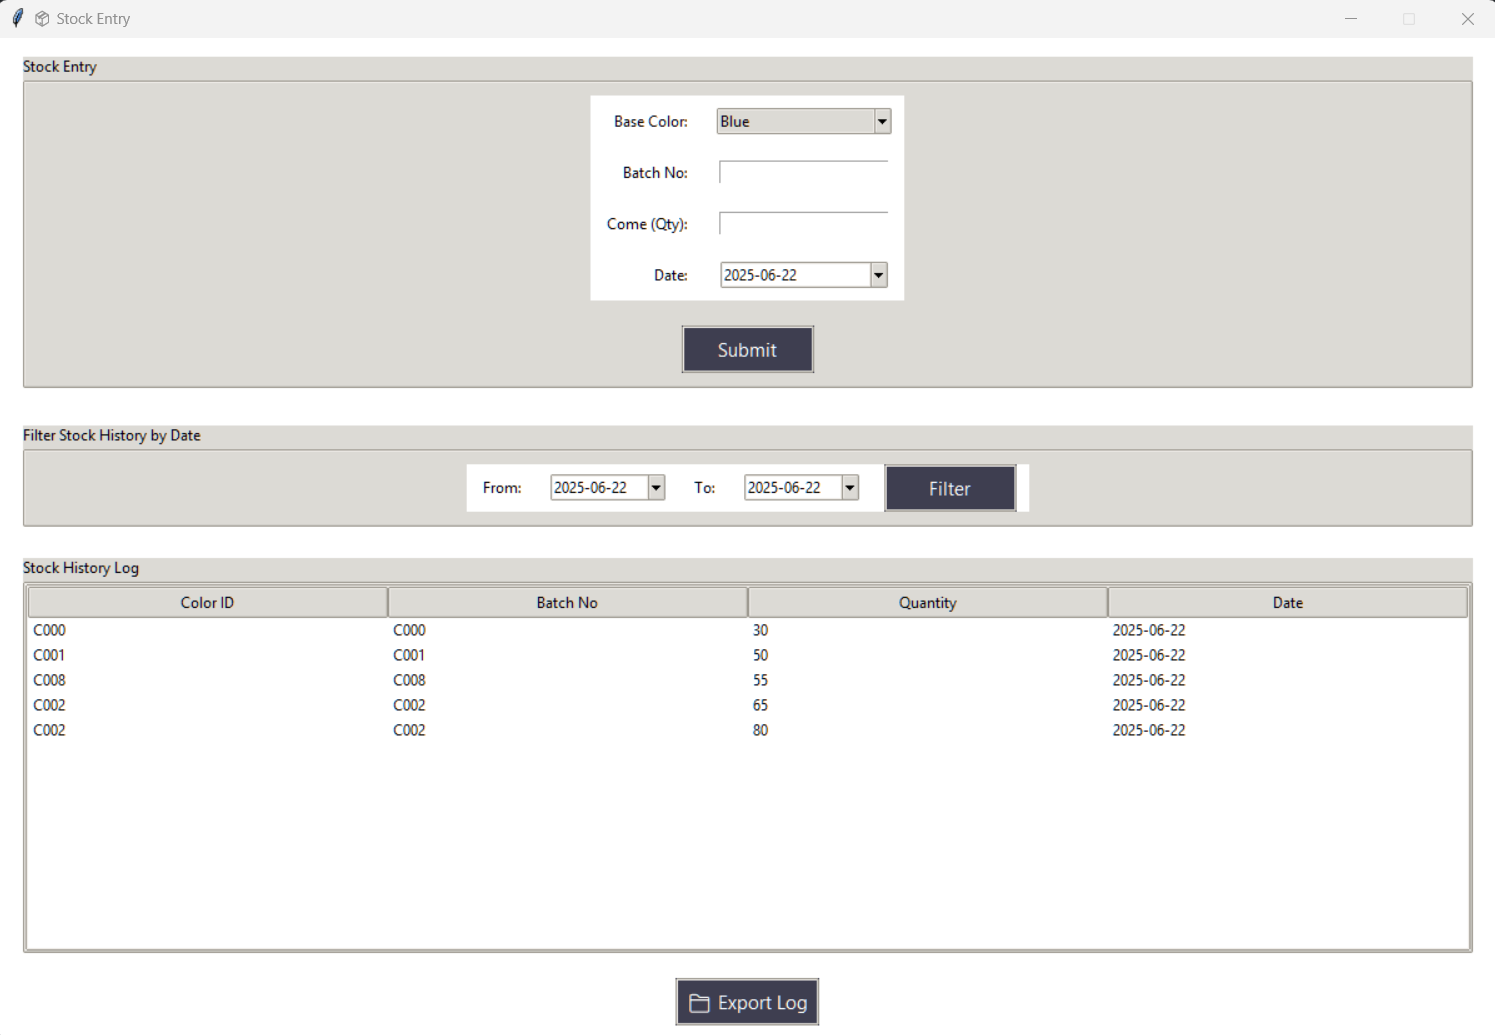 Stock Entry
Stock Entry
Base Color: Blue
Batch No:
Come (Qty):
Date: 2025-06-22
Submit
Filter Stock History by Date
From: 2025-06-22 To: 2025-06-22 Filter
Stock History Log
Color ID Batch No Quantity Date
C000 C000 30 2025-06-22
C001 C001 50 2025-06-22
C008 C008 55 2025-06-22
C002 C002 65 2025-06-22
C002 C002 80 2025-06-22
Export Log